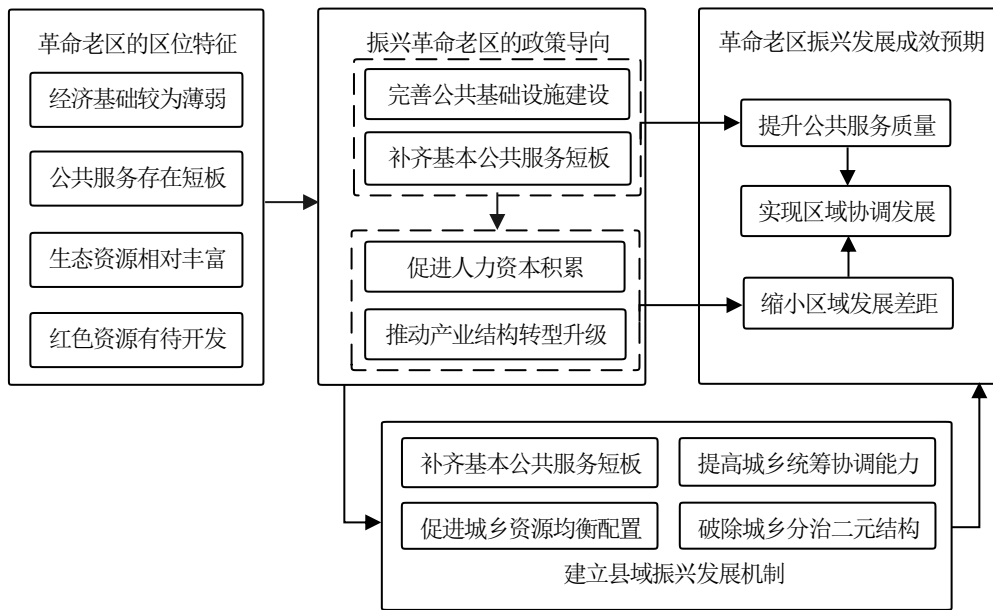 革命老区的区位特征
经济基础较为薄弱
公共服务存在短板
生态资源相对丰富
红色资源有待开发
振兴革命老区的政策导向
完善公共基础设施建设
补齐基本公共服务短板
促进人力资本积累
推动产业结构转型升级
革命老区振兴发展成效预期
提升公共服务质量
实现区域协调发展
缩小区域发展差距
补齐基本公共服务短板
提高城乡统筹协调能力
促进城乡资源均衡配置
破除城乡分治二元结构
建立县域振兴发展机制